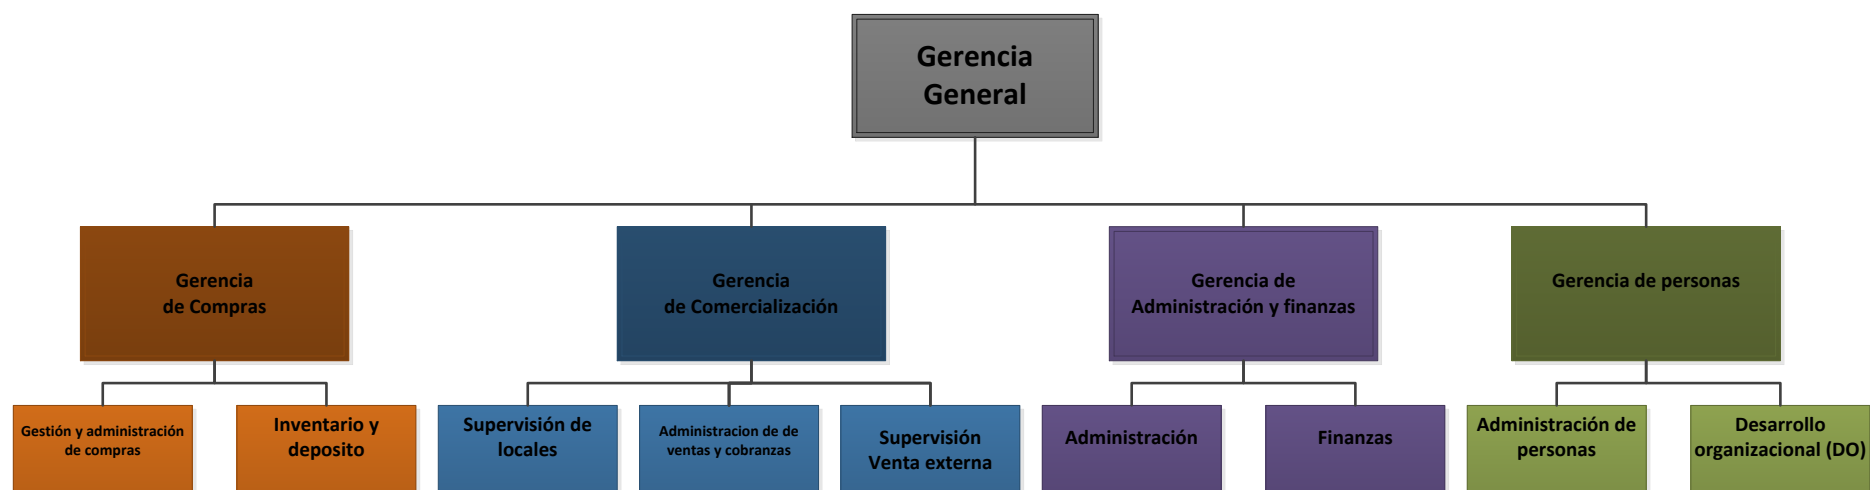 Gerencia
General
Gerencia
de Compras
Gerencia
de Comercialización
Gerencia de
Administración y finanzas
Gerencia de personas
Gestión y administración
de compras
Inventario y
deposito
Supervisión de
locales
Administracion de de
ventas y cobranzas
Supervisión
Venta externa
Administración
Finanzas
Administración de
personas
Desarrollo
organizacional (DO)